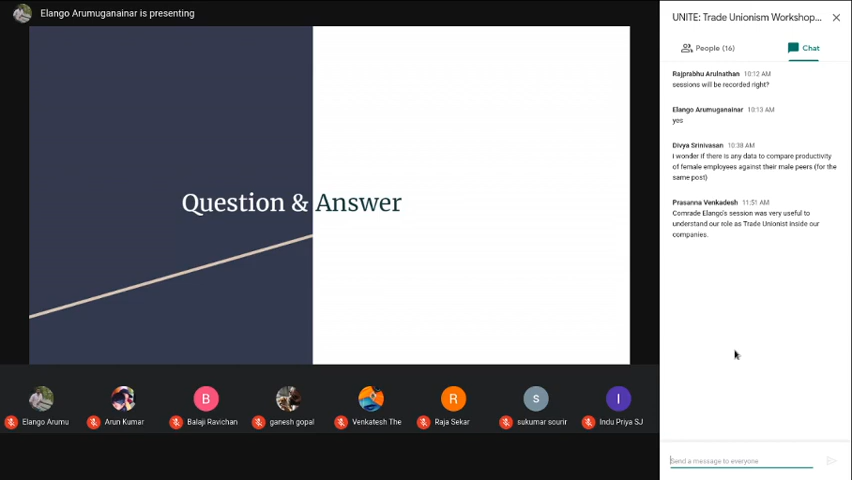 Elango Arumuganainar is presenting
Question & Answer
Elango Arumu
Arun Kumar
Balaji Ravichan
ganesh gopal
Venkatesh The
Raja Sekar
sukumar sourir
Indu Priya SJ
B
R
s
I
UNITE: Trade Unionism Workshop...
People (16)
Chat
Rajprabhu Arulnathan 10:12 AM
sessions will be recorded right?
Elango Arumuganainar 10:13 AM
yes
Divya Srinivasan 10:38 AM
I wonder if there is any data to compare productivity
of female employees against their male peers (for the
same post)
Prasanna Venkadesh 11:51 AM
Comrade Elango's session was very useful to
understand our role as Trade Unionist inside our
companies.
Send a message to everyone